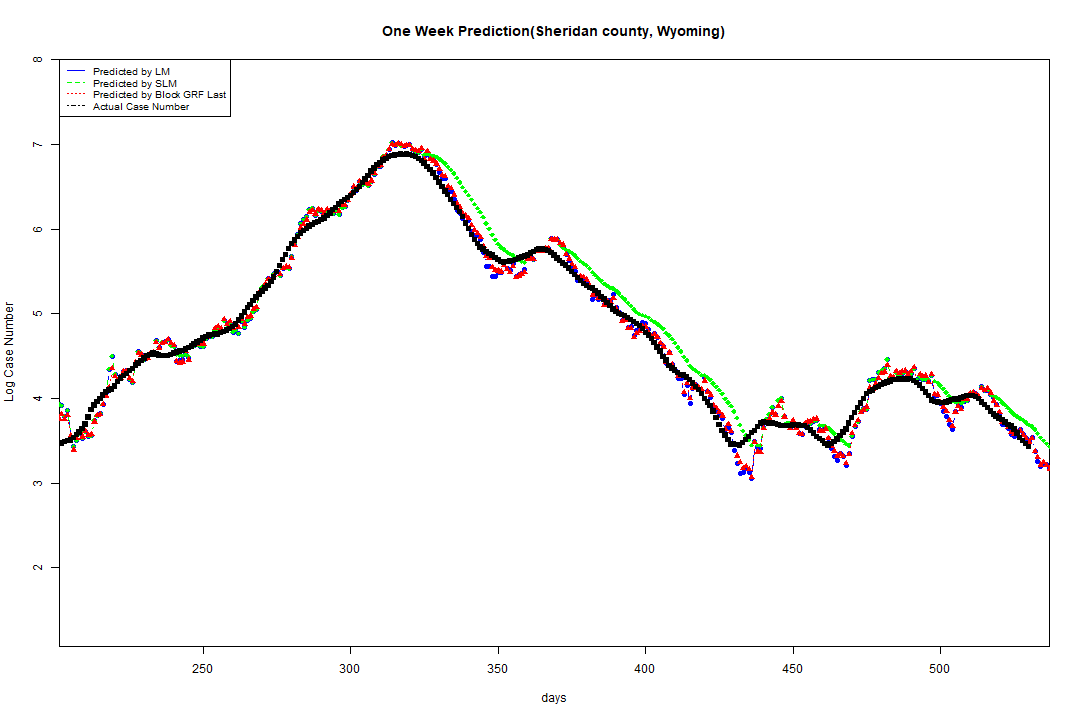 One Week Prediction(Sheridan county, Wyoming)
Predicted by LM
Predicted by SLM
Predicted by Block GRF Last
Actual Case Number
8
7
6
5
4
3
2
Log Case Number
250 300 350 400 450 500
days